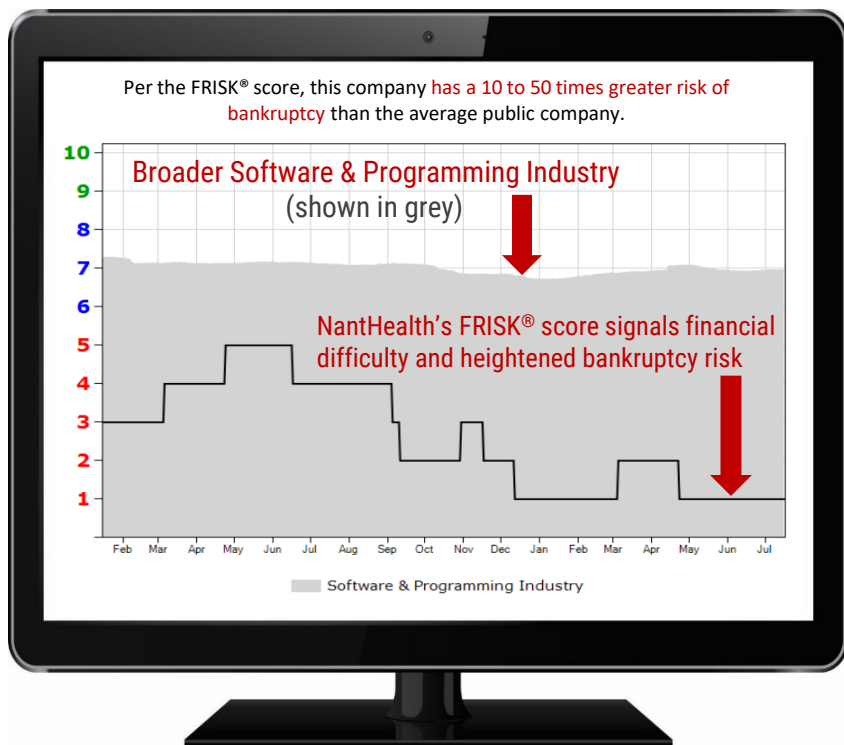 Per the FRISK® score, this company has a 10 to 50 times greater risk of
bankruptcy than the average public company.
10
9
8
7
6
5
4
3
2
1
Broader Software & Programming Industry
(shown in grey)
NantHealth’s FRISK® score signals financial
difficulty and heightened bankruptcy risk
Feb Mar Apr May Jun Jul Aug Sep Oct Nov Dec Jan Feb Mar Apr May Jun Jul
Software & Programming Industry